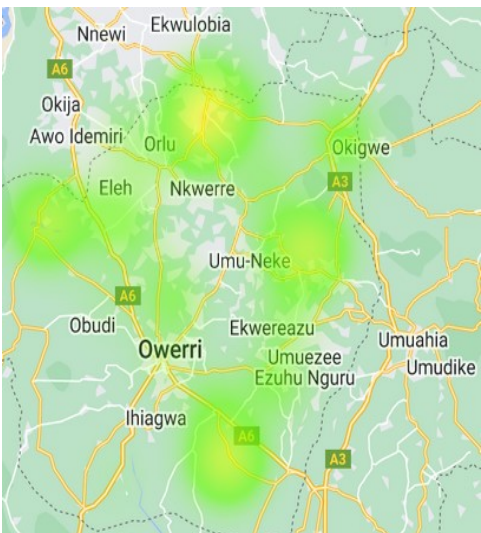 Nnewi
Ekwulobia
A6
Okija
Awo Idemiri
Orlu
Okigwe
A3
Eleh
Nkwerre
Umu-Neke
A6
Obudi
Ekwereazu
Owerri
Umuahia
Umuezee
Ezuhu Nguru
Umudike
Ihiagwa
A6
A3